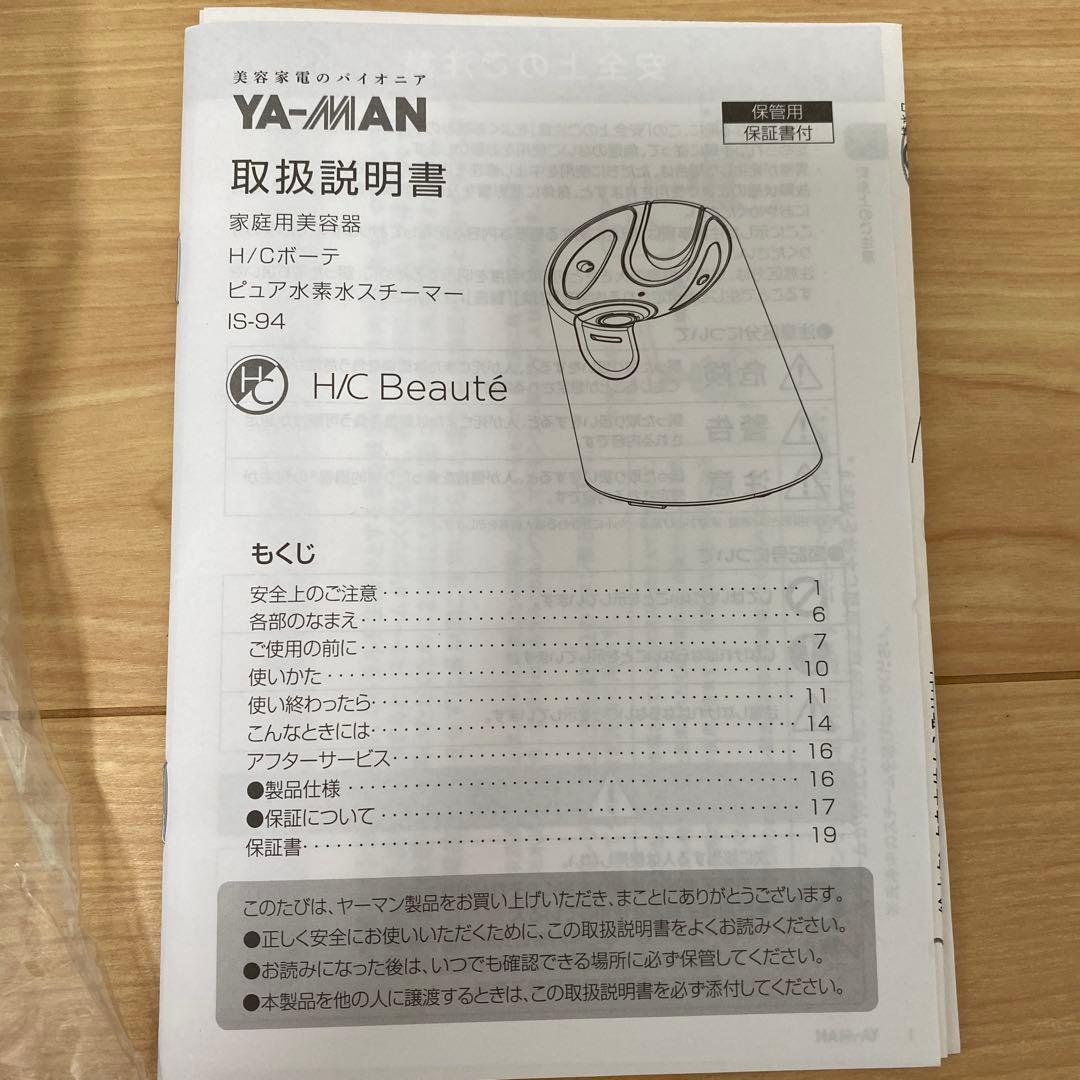 美容家電のパイオニア
YA-MAN
保管用
保証書付
取扱説明書
家庭用美容器
H/Cボーテ
ピュア水素水スチーマー
IS-94
HC H/C Beauté
もくじ
安全上のご注意 1
各部のなまえ 6
ご使用の前に 7
使いかた 10
使い終わったら 11
こんなときには 14
アフターサービス 16
●製品仕様 16
●保証について 17
保証書 19
このたびは、ヤーマン製品をお買い上げいただき、まことにありがとうございます。
●正しく安全にお使いいただくために、この取扱説明書をよくお読みください。
●お読みになった後は、いつでも確認できる場所に必ず保管してください。
●本製品を他の人に譲渡するときは、この取扱説明書を必ず添付してください。